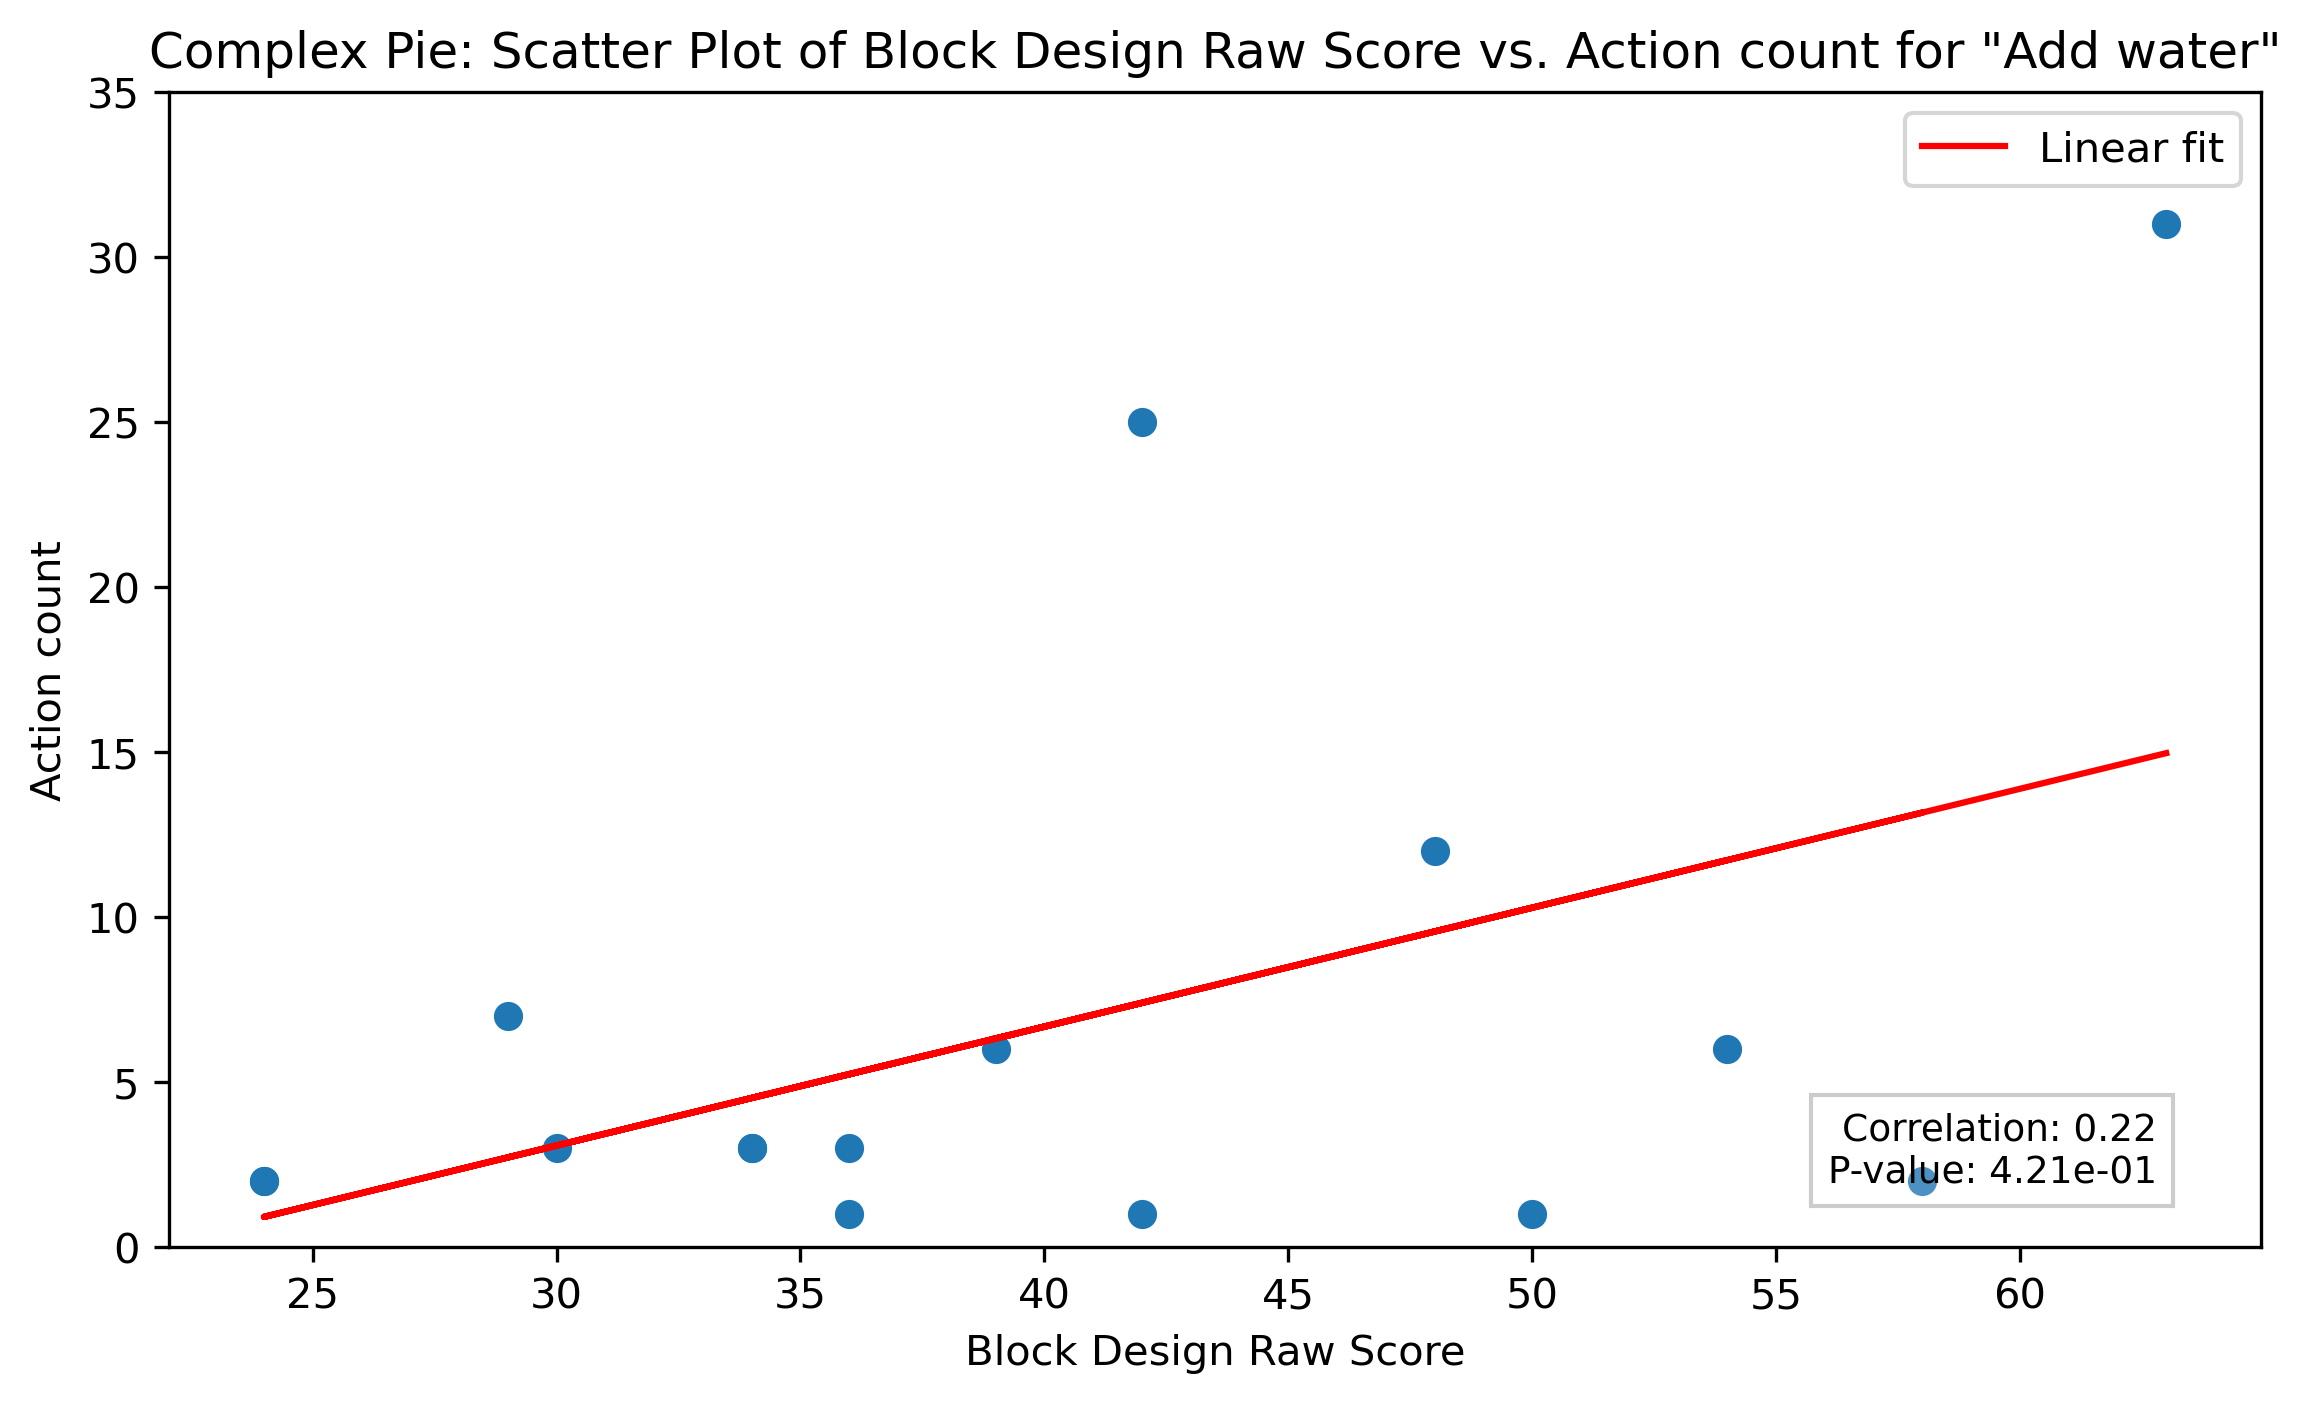 Complex Pie: Scatter Plot of Block Design Raw Score vs. Action count for "Add water"
35
30
25
20
15
10
5
0
Action count
Linear fit
Correlation: 0.22
P-value: 4.21e-01
25 30 35 40 45 50 55 60
Block Design Raw Score